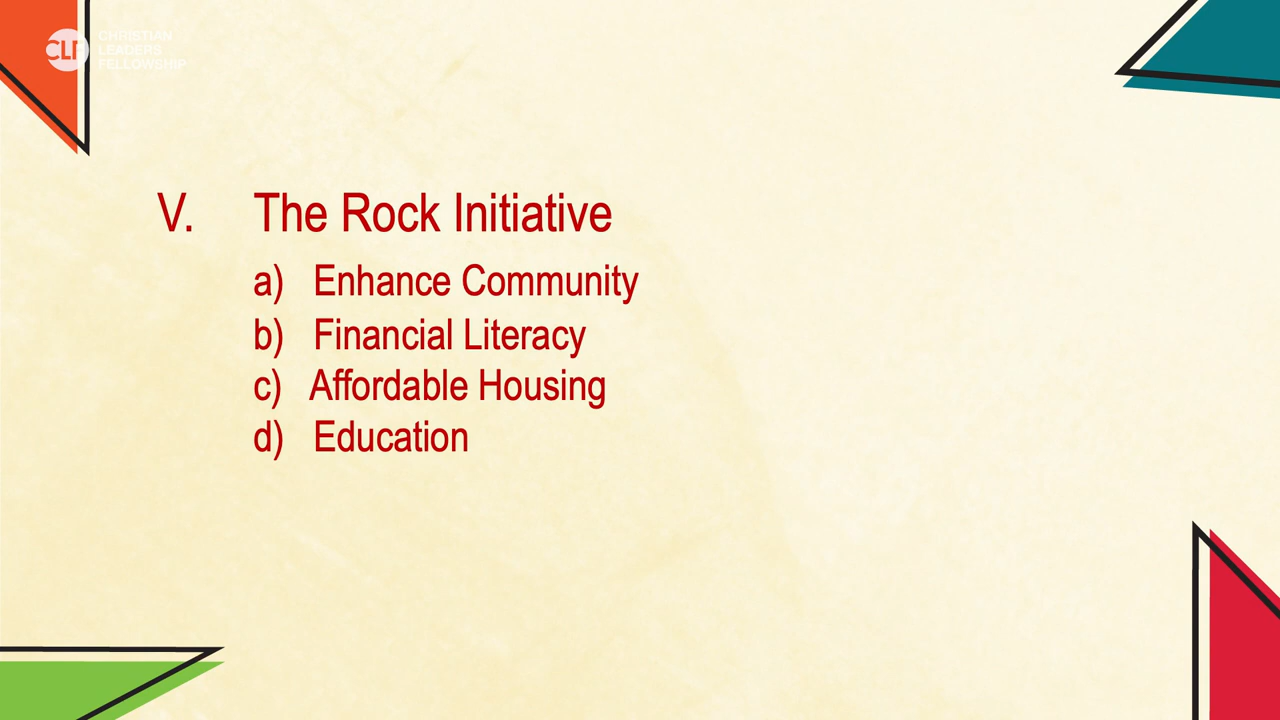 CLF
CHRISTIAN
LEADERS
FELLOWSHIP
V. The Rock Initiative
a) Enhance Community
b) Financial Literacy
c) Affordable Housing
d) Education